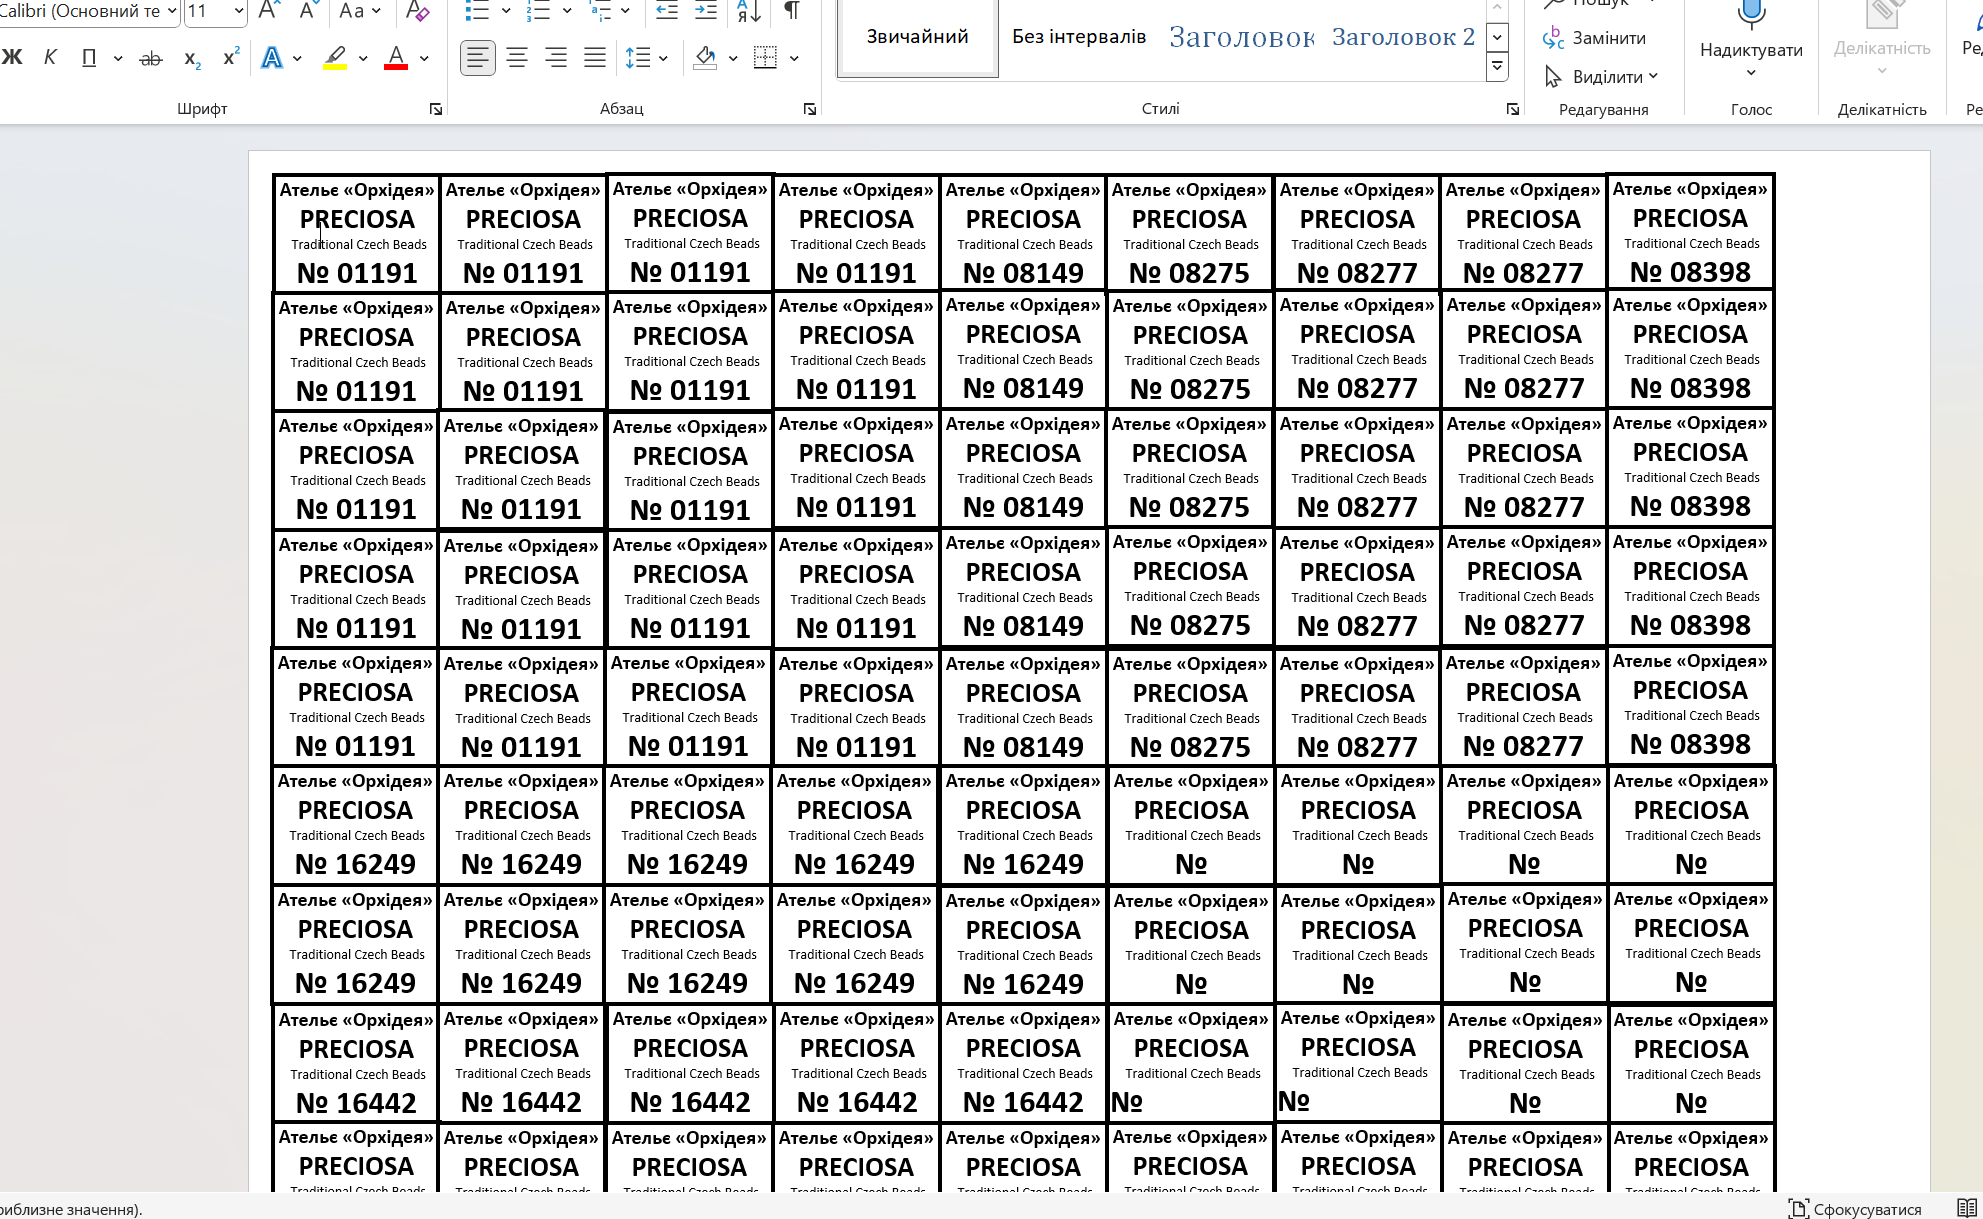 Calibri (Основний те 11 Aa
Ж К П ab x₂ x² A A
Шрифт Абзац
Звичайний Без інтервалів Заголовок Заголовок 2
Стилі
Пошук
Замінити
Виділити
Редагування
Надиктувати
Голос
Делікатність
Делікатність
Ре
Ателье «Орхідея» Ателье «Орхідея» Ателье «Орхідея» Ателье «Орхідея» Ателье «Орхідея» Ателье «Орхідея» Ателье «Орхідея» Ателье «Орхідея» Ателье «Орхідея»
PRECIOSA PRECIOSA PRECIOSA PRECIOSA PRECIOSA PRECIOSA PRECIOSA PRECIOSA PRECIOSA
Traditional Czech Beads Traditional Czech Beads Traditional Czech Beads Traditional Czech Beads Traditional Czech Beads Traditional Czech Beads Traditional Czech Beads Traditional Czech Beads Traditional Czech Beads
№ 01191 № 01191 № 01191 № 01191 № 08149 № 08275 № 08277 № 08277 № 08398
Ательє «Орхідея» Ательє «Орхідея» Ательє «Орхідея» Ательє «Орхідея» Ательє «Орхідея» Ательє «Орхідея» Ательє «Орхідея» Ательє «Орхідея» Ательє «Орхідея»
PRECIOSA PRECIOSA PRECIOSA PRECIOSA PRECIOSA PRECIOSA PRECIOSA PRECIOSA PRECIOSA
Traditional Czech Beads Traditional Czech Beads Traditional Czech Beads Traditional Czech Beads Traditional Czech Beads Traditional Czech Beads Traditional Czech Beads Traditional Czech Beads Traditional Czech Beads
№ 01191 № 01191 № 01191 № 01191 № 08149 № 08275 № 08277 № 08277 № 08398
Ательє «Орхідея» Ательє «Орхідея» Ательє «Орхідея» Ательє «Орхідея» Ательє «Орхідея» Ательє «Орхідея» Ательє «Орхідея» Ательє «Орхідея» Ательє «Орхідея»
PRECIOSA PRECIOSA PRECIOSA PRECIOSA PRECIOSA PRECIOSA PRECIOSA PRECIOSA PRECIOSA
Traditional Czech Beads Traditional Czech Beads Traditional Czech Beads Traditional Czech Beads Traditional Czech Beads Traditional Czech Beads Traditional Czech Beads Traditional Czech Beads Traditional Czech Beads
№ 01191 № 01191 № 01191 № 01191 № 08149 № 08275 № 08277 № 08277 № 08398
Ательє «Орхідея» Ательє «Орхідея» Ательє «Орхідея» Ательє «Орхідея» Ательє «Орхідея» Ательє «Орхідея» Ательє «Орхідея» Ательє «Орхідея» Ательє «Орхідея»
PRECIOSA PRECIOSA PRECIOSA PRECIOSA PRECIOSA PRECIOSA PRECIOSA PRECIOSA PRECIOSA
Traditional Czech Beads Traditional Czech Beads Traditional Czech Beads Traditional Czech Beads Traditional Czech Beads Traditional Czech Beads Traditional Czech Beads Traditional Czech Beads Traditional Czech Beads
№ 01191 № 01191 № 01191 № 01191 № 08149 № 08275 № 08277 № 08277 № 08398
Ательє «Орхідея» Ательє «Орхідея» Ательє «Орхідея» Ательє «Орхідея» Ательє «Орхідея» Ательє «Орхідея» Ательє «Орхідея» Ательє «Орхідея» Ательє «Орхідея»
PRECIOSA PRECIOSA PRECIOSA PRECIOSA PRECIOSA PRECIOSA PRECIOSA PRECIOSA PRECIOSA
Traditional Czech Beads Traditional Czech Beads Traditional Czech Beads Traditional Czech Beads Traditional Czech Beads Traditional Czech Beads Traditional Czech Beads Traditional Czech Beads Traditional Czech Beads
№ 01191 № 01191 № 01191 № 01191 № 08149 № 08275 № 08277 № 08277 № 08398
Ательє «Орхідея» Ательє «Орхідея» Ательє «Орхідея» Ательє «Орхідея» Ательє «Орхідея» Ательє «Орхідея» Ательє «Орхідея» Ательє «Орхідея» Ательє «Орхідея»
PRECIOSA PRECIOSA PRECIOSA PRECIOSA PRECIOSA PRECIOSA PRECIOSA PRECIOSA PRECIOSA
Traditional Czech Beads Traditional Czech Beads Traditional Czech Beads Traditional Czech Beads Traditional Czech Beads Traditional Czech Beads Traditional Czech Beads Traditional Czech Beads Traditional Czech Beads
№ 16249 № 16249 № 16249 № 16249 № 16249 № № № №
Ательє «Орхідея» Ательє «Орхідея» Ательє «Орхідея» Ательє «Орхідея» Ательє «Орхідея» Ательє «Орхідея» Ательє «Орхідея» Ательє «Орхідея» Ательє «Орхідея»
PRECIOSA PRECIOSA PRECIOSA PRECIOSA PRECIOSA PRECIOSA PRECIOSA PRECIOSA PRECIOSA
Traditional Czech Beads Traditional Czech Beads Traditional Czech Beads Traditional Czech Beads Traditional Czech Beads Traditional Czech Beads Traditional Czech Beads Traditional Czech Beads Traditional Czech Beads
№ 16249 № 16249 № 16249 № 16249 № 16249 № № № №
Ательє «Орхідея» Ательє «Орхідея» Ательє «Орхідея» Ательє «Орхідея» Ательє «Орхідея» Ательє «Орхідея» Ательє «Орхідея» Ательє «Орхідея» Ательє «Орхідея»
PRECIOSA PRECIOSA PRECIOSA PRECIOSA PRECIOSA PRECIOSA PRECIOSA PRECIOSA PRECIOSA
Traditional Czech Beads Traditional Czech Beads Traditional Czech Beads Traditional Czech Beads Traditional Czech Beads Traditional Czech Beads Traditional Czech Beads Traditional Czech Beads Traditional Czech Beads
№ 16442 № 16442 № 16442 № 16442 № 16442 № № № №
Ательє «Орхідея» Ательє «Орхідея» Ательє «Орхідея» Ательє «Орхідея» Ательє «Орхідея» Ательє «Орхідея» Ательє «Орхідея» Ательє «Орхідея» Ательє «Орхідея»
PRECIOSA PRECIOSA PRECIOSA PRECIOSA PRECIOSA PRECIOSA PRECIOSA PRECIOSA PRECIOSA
риблизне значення). Сфокусуватися